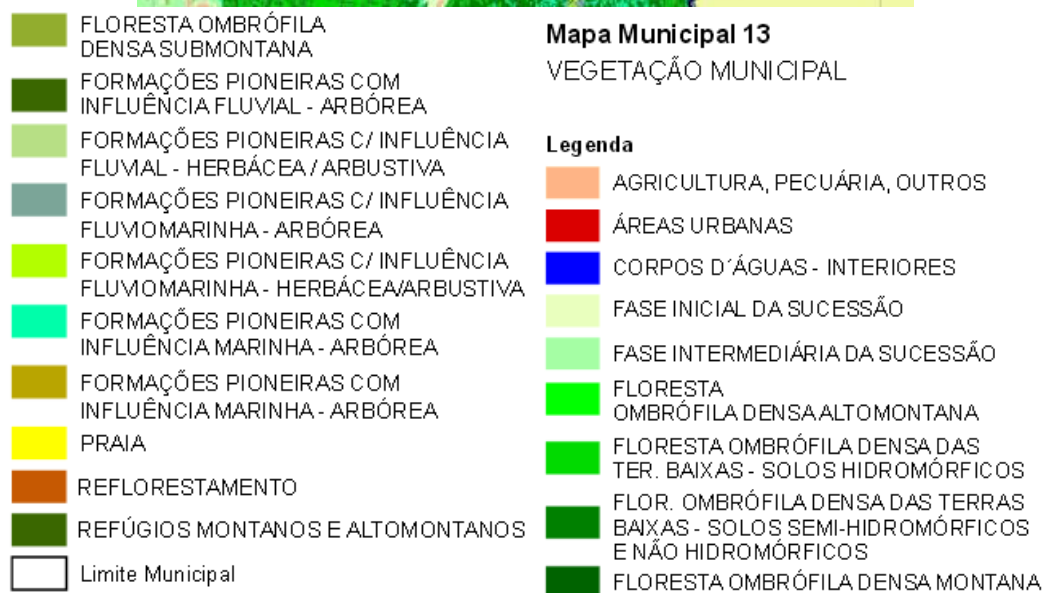 FLORESTA OMBRÓFILA
DENSA SUBMONTANA
FORMAÇÕES PIONEIRAS COM
INFLUÊNCIA FLUVIAL - ARBÓREA
FORMAÇÕES PIONEIRAS C/ INFLUÊNCIA
FLUVIAL - HERBÁCEA / ARBUSTIVA
FORMAÇÕES PIONEIRAS C/ INFLUÊNCIA
FLUVIOMARINHA - ARBÓREA
FORMAÇÕES PIONEIRAS C/ INFLUÊNCIA
FLUVIOMARINHA - HERBÁCEA/ARBUSTIVA
FORMAÇÕES PIONEIRAS COM
INFLUÊNCIA MARINHA - ARBÓREA
FORMAÇÕES PIONEIRAS COM
INFLUÊNCIA MARINHA - ARBÓREA
PRAIA
REFLORESTAMENTO
REFÚGIOS MONTANOS E ALTOMONTANOS
Limite Municipal
Mapa Municipal 13
VEGETAÇÃO MUNICIPAL
Legenda
AGRICULTURA, PECUÁRIA, OUTROS
ÁREAS URBANAS
CORPOS D´ÁGUAS - INTERIORES
FASE INICIAL DA SUCESSÃO
FASE INTERMEDIÁRIA DA SUCESSÃO
FLORESTA
OMBRÓFILA DENSA ALTOMONTANA
FLORESTA OMBRÓFILA DENSA DAS
TER. BAIXAS - SOLOS HIDROMÓRFICOS
FLOR. OMBRÓFILA DENSA DAS TERRAS
BAIXAS - SOLOS SEMI-HIDROMÓRFICOS
E NÃO HIDROMÓRFICOS
FLORESTA OMBRÓFILA DENSA MONTANA